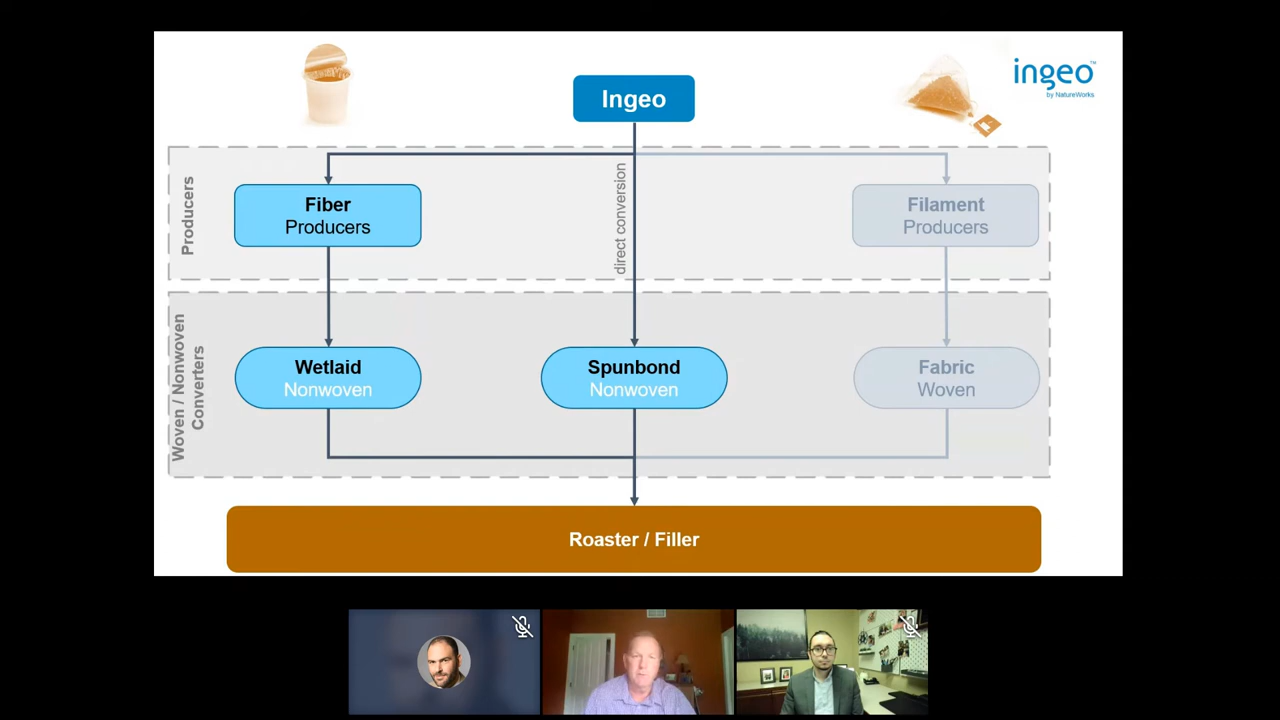 Ingeo
ingeo™
by NatureWorks
Producers
Fiber
Producers
direct conversion
Filament
Producers
Woven / Nonwoven
Converters
Wetlaid
Nonwoven
Spunbond
Nonwoven
Fabric
Woven
Roaster / Filler